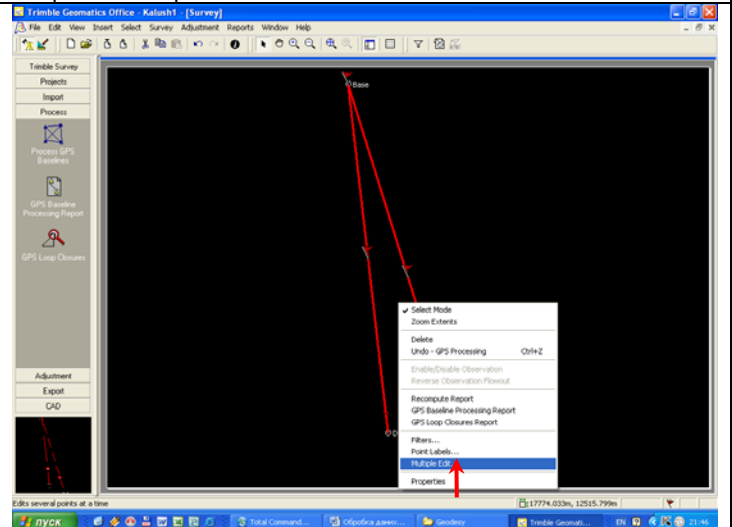 Trimble Geomatics Office - Kalush1 - [Survey]
File Edit View Insert Select Survey Adjustment Reports Window Help
Trimble Survey
Projects
Import
Process
Process GPS
Baselines
GPS Baseline
Processing Report
GPS Loop Closures
Adjustment
Export
CAD
Base
D
Select Mode
Zoom Extents
Delete
Undo - GPS Processing Ctrl+Z
Enable/Disable Observation
Reverse Observation Flowout
Recompute Report
GPS Baseline Processing Report
GPS Loop Closures Report
Filters...
Point Labels...
Multiple Edit
Properties
Edits several points at a time
17774.033m, 12515.799m
пуск
Total Command...
Обробка даних...
Geodesy
Trimble Geomati...
EN
21:46